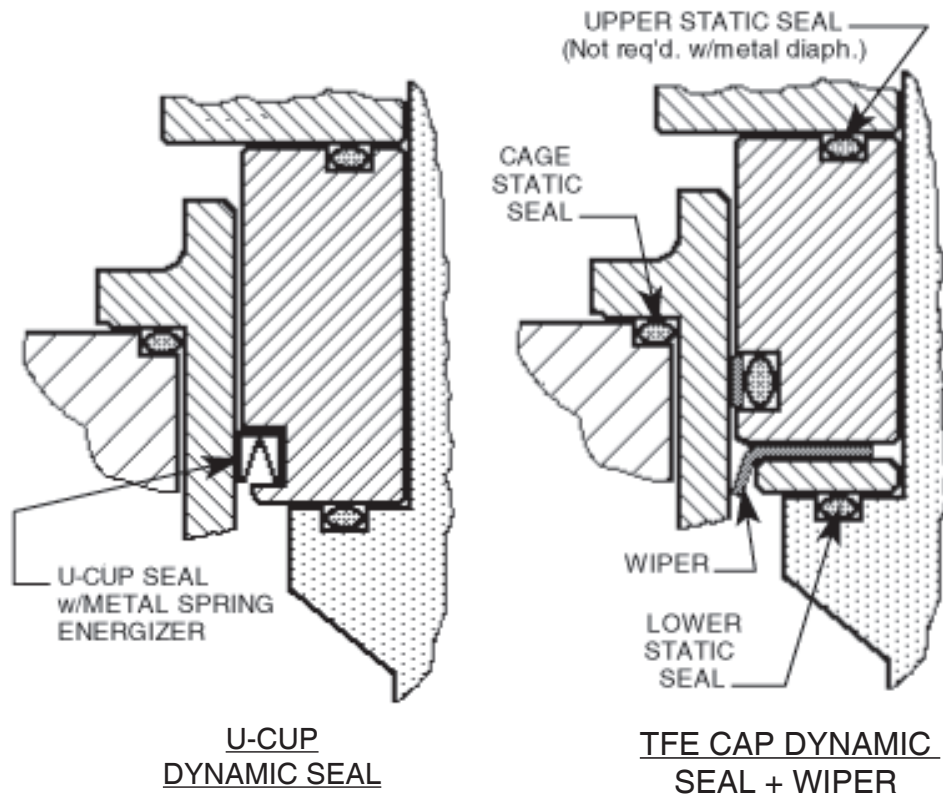 UPPER STATIC SEAL
(Not req'd. w/metal diaph.)
CAGE
STATIC
SEAL
U-CUP SEAL
w/METAL SPRING
ENERGIZER
WIPER
LOWER
STATIC
SEAL
U-CUP
DYNAMIC SEAL
TFE CAP DYNAMIC
SEAL + WIPER